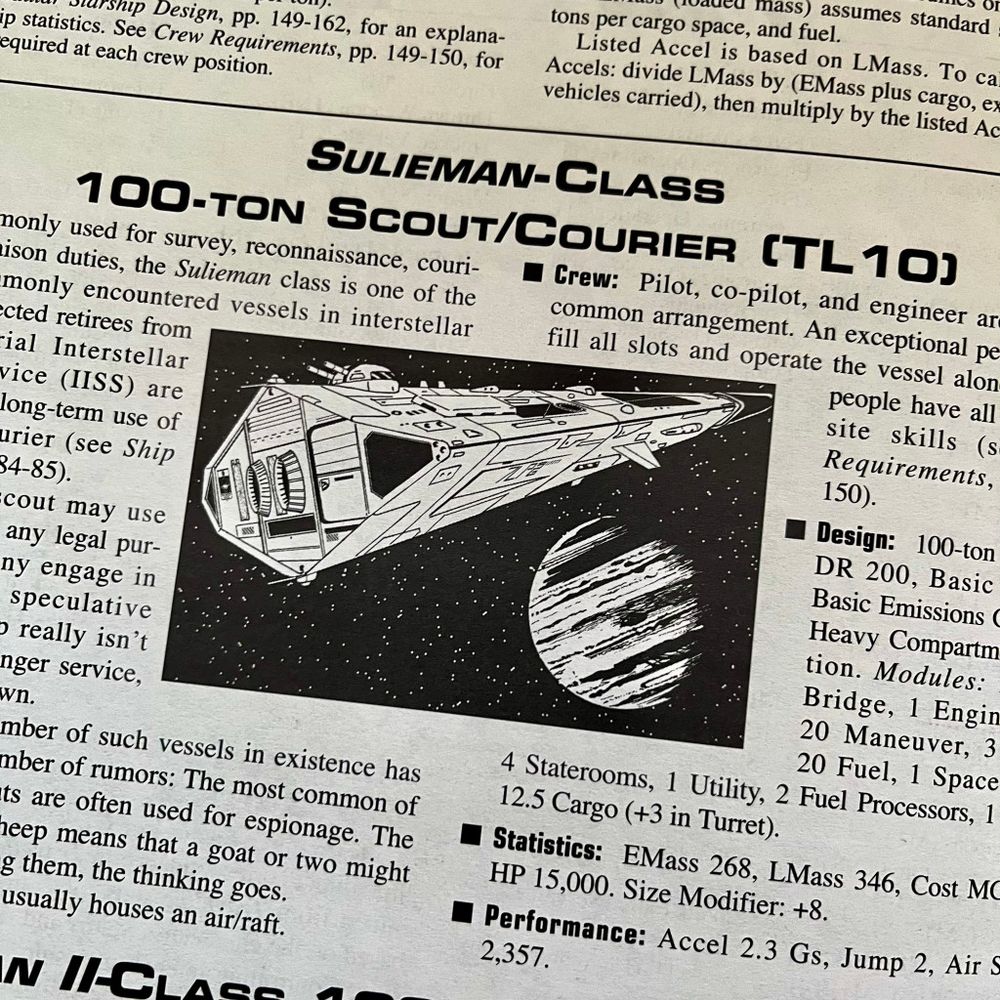 Starship Design, pp. 149-162, for an explana-
ip statistics. See Crew Requirements, pp. 149-150, for
required at each crew position.
(loaded mass) assumes standard
tons per cargo space, and fuel.
Listed Accel is based on LMass. To
Accels: divide LMass by (EMass plus cargo,
vehicles carried), then multiply by the listed
SULIEMAN-CLASS
100-TON SCOUT/COURIER (TL10)
monly used for survey, reconnaissance, couri-
aison duties, the Sulieman class is one of the
mmonly encountered vessels in interstellar
ected retirees from
rial Interstellar
vice (IISS) are
long-term use of
urier (see Ship
84-85).
scout may use
any legal pur-
ny engage in
speculative
p really isn't
nger service,
wn.
mber of such vessels in existence has
mber of rumors: The most common of
uts are often used for espionage. The
heep means that a goat or two might
g them, the thinking goes.
usually houses an air/raft.
■ Crew: Pilot, co-pilot, and engineer are
common arrangement. An exceptional pe
fill all slots and operate the vessel alon
people have all
site skills (s
Requirements,
150).
■ Design: 100-ton
DR 200, Basic
Basic Emissions
Heavy Compartm
tion. Modules:
Bridge, 1 Engin
20 Maneuver, 3
20 Fuel, 1 Space
4 Staterooms, 1 Utility, 2 Fuel Processors, 1
12.5 Cargo (+3 in Turret).
■ Statistics: EMass 268, LMass 346, Cost MC
HP 15,000. Size Modifier: +8.
■ Performance: Accel 2.3 Gs, Jump 2, Air S
2,357.
AN II-CLASS